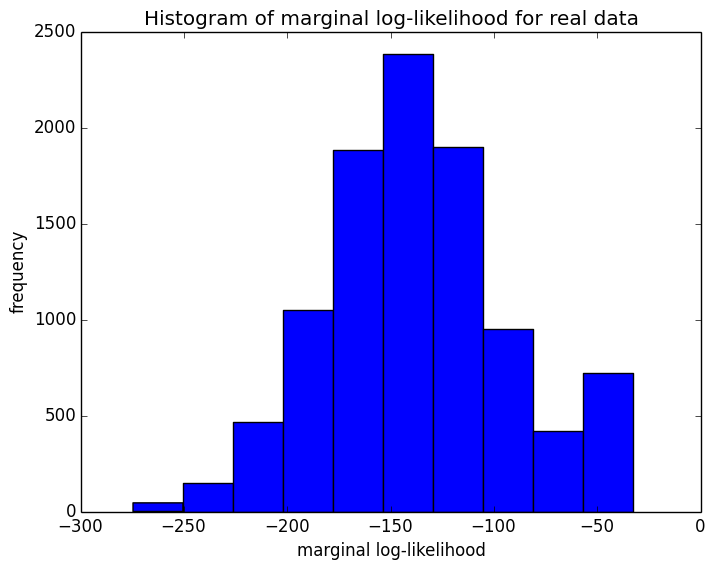 Histogram of marginal log-likelihood for real data
2500
2000
1500
1000
500
0
frequency
−300 −250 −200 −150 −100 −50 0
marginal log-likelihood